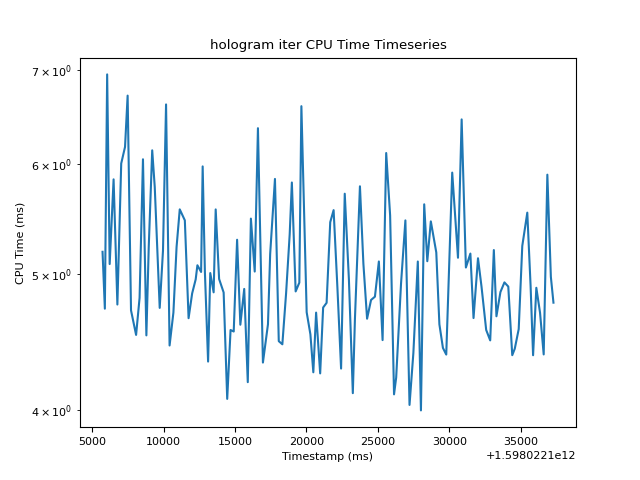 hologram iter CPU Time Timeseries
CPU Time (ms)
7 × 10⁰
6 × 10⁰
5 × 10⁰
4 × 10⁰
5000 10000 15000 20000 25000 30000 35000
Timestamp (ms)
+1.5980221e12